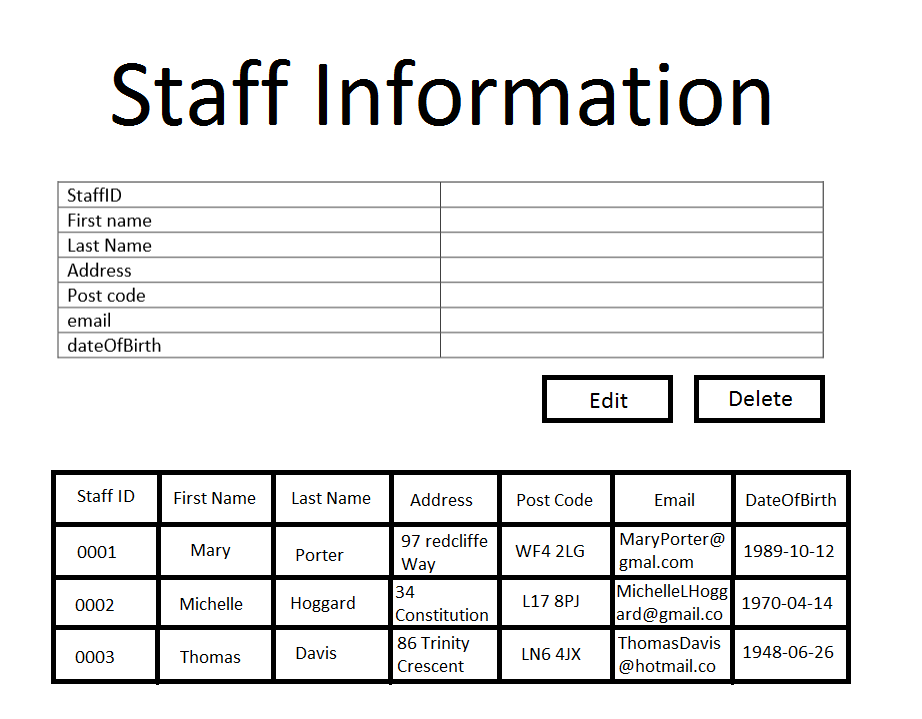 Staff Information
StaffID
First name
Last Name
Address
Post code
email
dateOfBirth
Edit Delete
Staff ID First Name Last Name Address Post Code Email DateOfBirth
0001 Mary Porter 97 redcliffe Way WF4 2LG MaryPorter@gmal.com 1989-10-12
0002 Michelle Hoggard 34 Constitution L17 8PJ MichelleLHoggard@gmail.co 1970-04-14
0003 Thomas Davis 86 Trinity Crescent LN6 4JX ThomasDavis@hotmail.co 1948-06-26